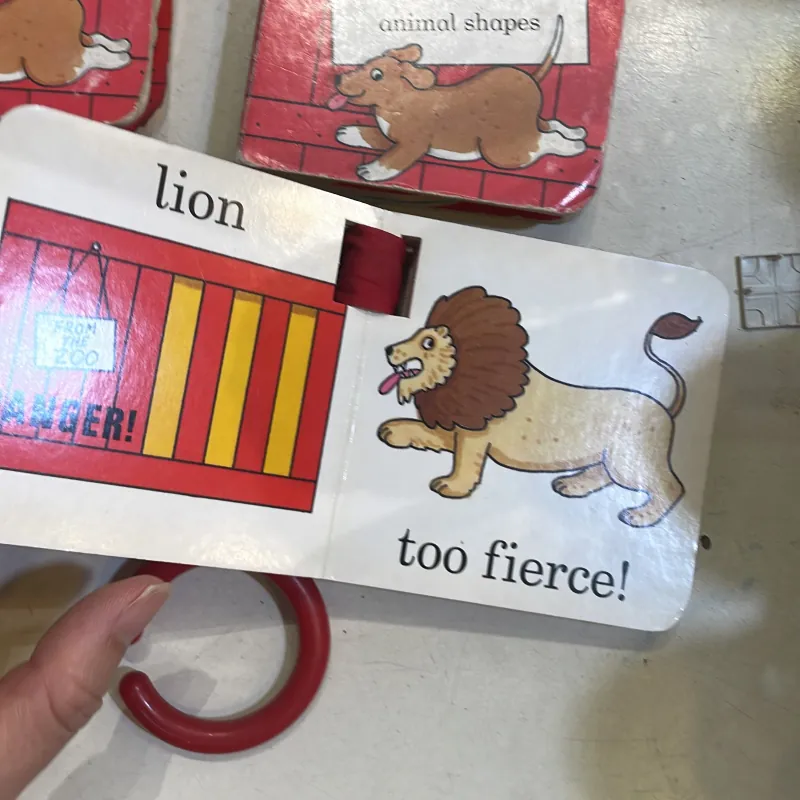 animal shapes
lion
FROM
THE
ZOO
ANGER!
too fierce!